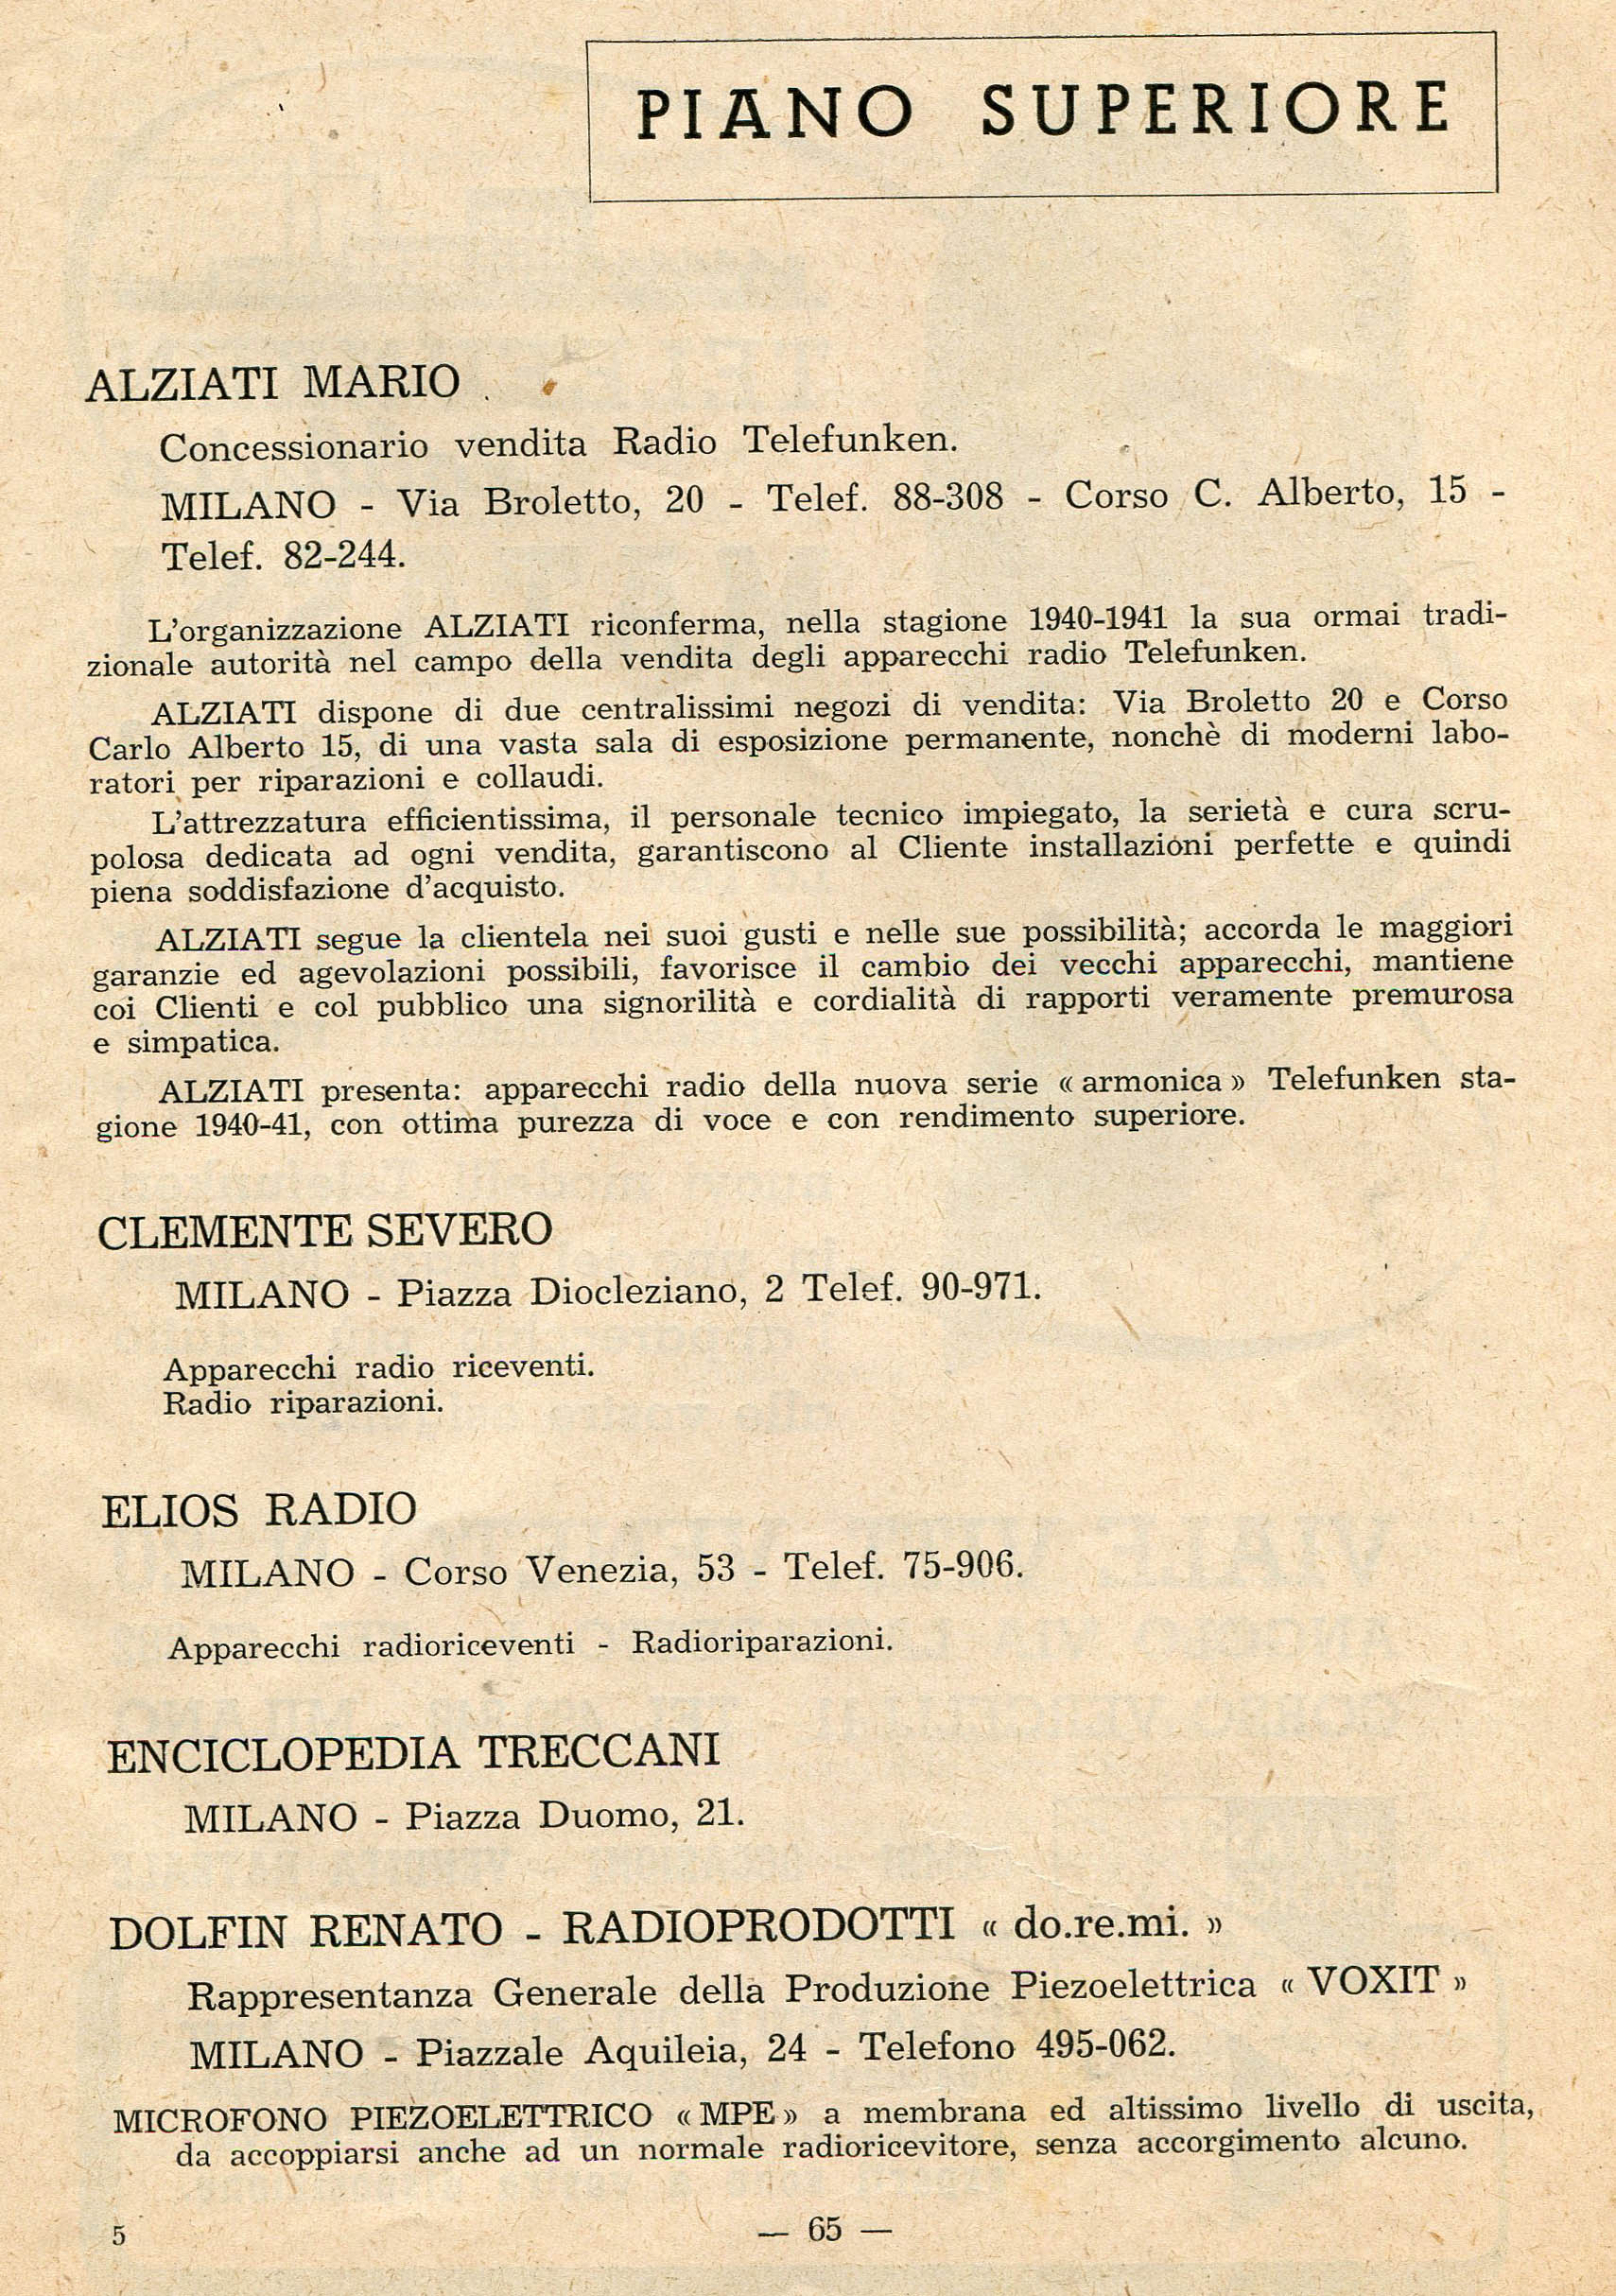 PIANO SUPERIORE
ALZIATI MARIO
Concessionario vendita Radio Telefunken.
MILANO - Via Broletto, 20 - Telef. 88-308 - Corso C. Alberto, 15 -
Telef. 82-244.
L'organizzazione ALZIATI riconferma, nella stagione 1940-1941 la sua ormai tradi-
zionale autorità nel campo della vendita degli apparecchi radio Telefunken.
ALZIATI dispone di due centralissimi negozi di vendita: Via Broletto 20 e Corso
Carlo Alberto 15, di una vasta sala di esposizione permanente, nonchè di moderni labo-
ratori per riparazioni e collaudi.
L'attrezzatura efficientissima, il personale tecnico impiegato, la serietà e cura scru-
polosa dedicata ad ogni vendita, garantiscono al Cliente installazioni perfette e quindi
piena soddisfazione d'acquisto.
ALZIATI segue la clientela nei suoi gusti e nelle sue possibilità; accorda le maggiori
garanzie ed agevolazioni possibili, favorisce il cambio dei vecchi apparecchi, mantiene
coi Clienti e col pubblico una signorilità e cordialità di rapporti veramente premurosa
e simpatica.
ALZIATI presenta: apparecchi radio della nuova serie « armonica » Telefunken sta-
gione 1940-41, con ottima purezza di voce e con rendimento superiore.
CLEMENTE SEVERO
MILANO - Piazza Diocleziano, 2 Telef. 90-971.
Apparecchi radio riceventi.
Radio riparazioni.
ELIOS RADIO
MILANO - Corso Venezia, 53 - Telef. 75-906.
Apparecchi radioriceventi - Radioriparazioni.
ENCICLOPEDIA TRECCANI
MILANO - Piazza Duomo, 21.
DOLFIN RENATO - RADIOPRODOTTI « do.re.mi. »
Rappresentanza Generale della Produzione Piezoelettrica « VOXIT »
MILANO - Piazzale Aquileia, 24 - Telefono 495-062.
MICROFONO PIEZOELETTRICO « MPE » a membrana ed altissimo livello di uscita,
da accoppiarsi anche ad un normale radioricevitore, senza accorgimento alcuno.
5
— 65 —